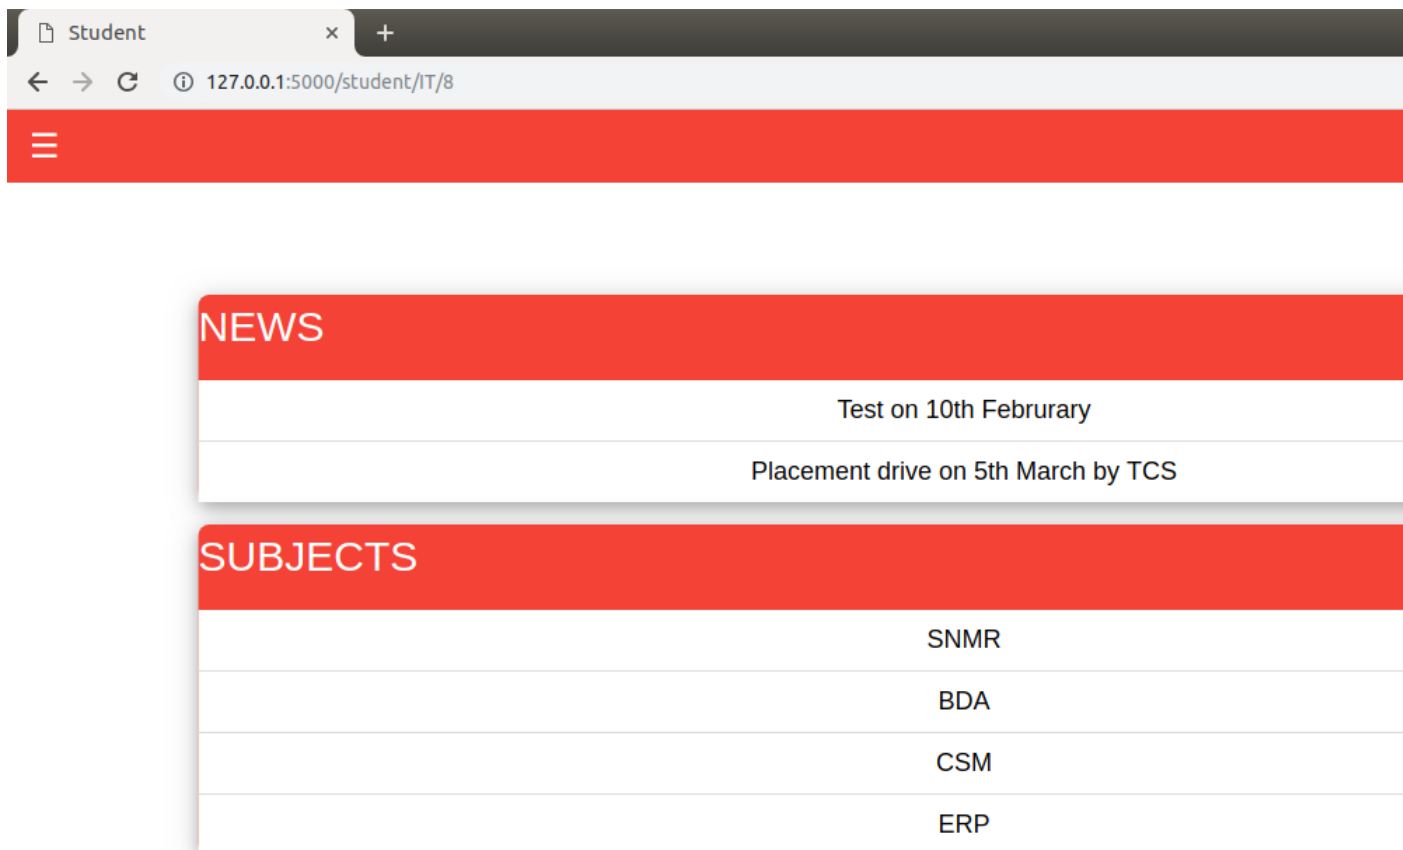 Student
127.0.0.1:5000/student/IT/8
NEWS
Test on 10th Februrary
Placement drive on 5th March by TCS
SUBJECTS
SNMR
BDA
CSM
ERP